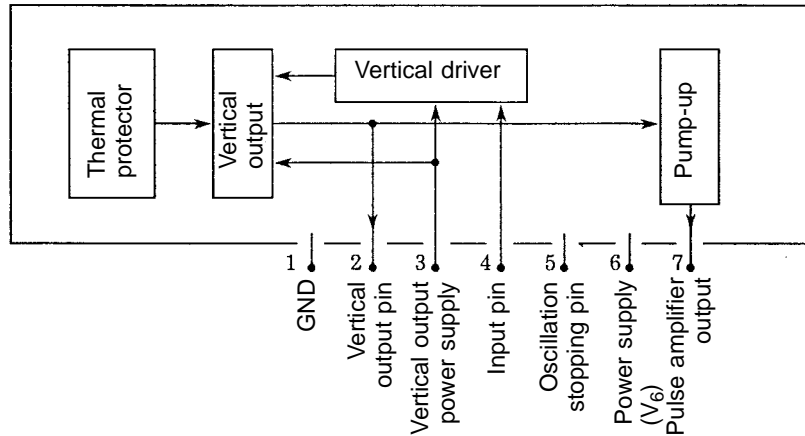 Thermal
protector
Vertical
output
Vertical driver
Pump-up
1
2
3
4
5
6
7
GND
Vertical
output pin
Vertical output
power supply
Input pin
Oscillation
stopping pin
Power supply
(V6)
Pulse amplifier
output